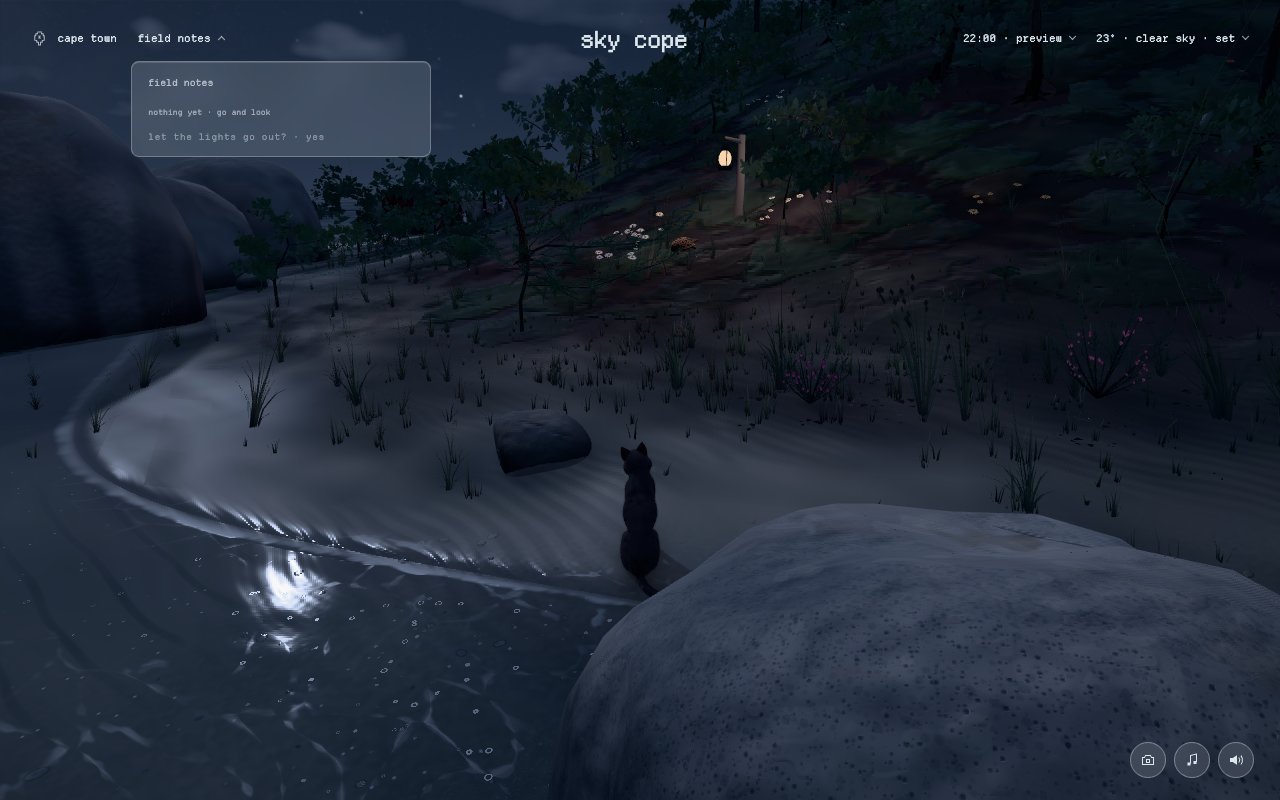 cape town
field notes
sky cope
22:00 · preview
23° · clear sky · set
field notes
nothing yet · go and look
let the lights go out? · yes